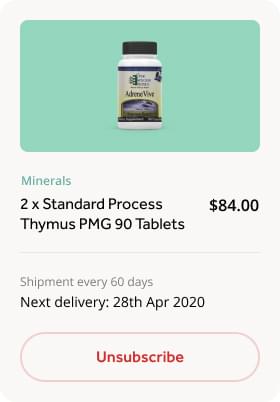 AdreneVive
Minerals
2 x Standard Process
Thymus PMG 90 Tablets
$84.00
Shipment every 60 days
Next delivery: 28th Apr 2020
Unsubscribe